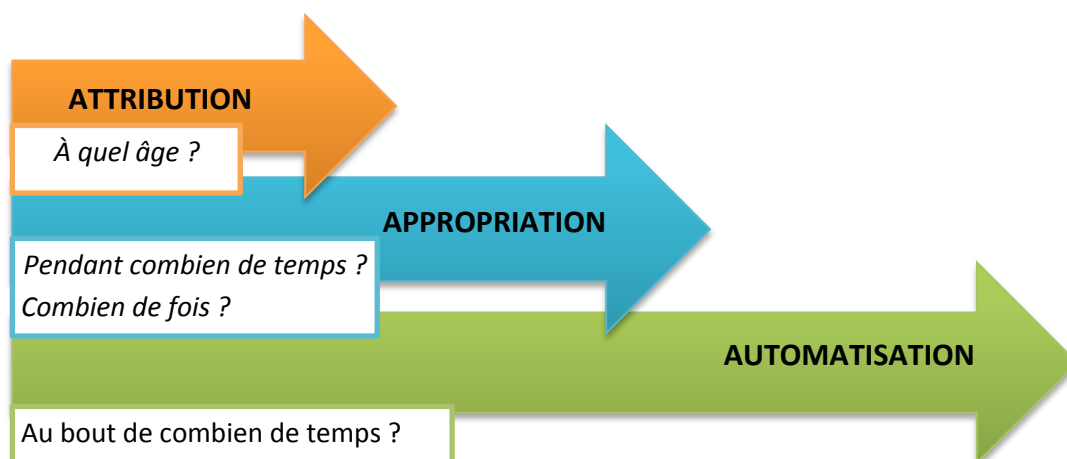 ATTRIBUTION
À quel âge ?
APPROPRIATION
Pendant combien de temps ?
Combien de fois ?
AUTOMATISATION
Au bout de combien de temps ?